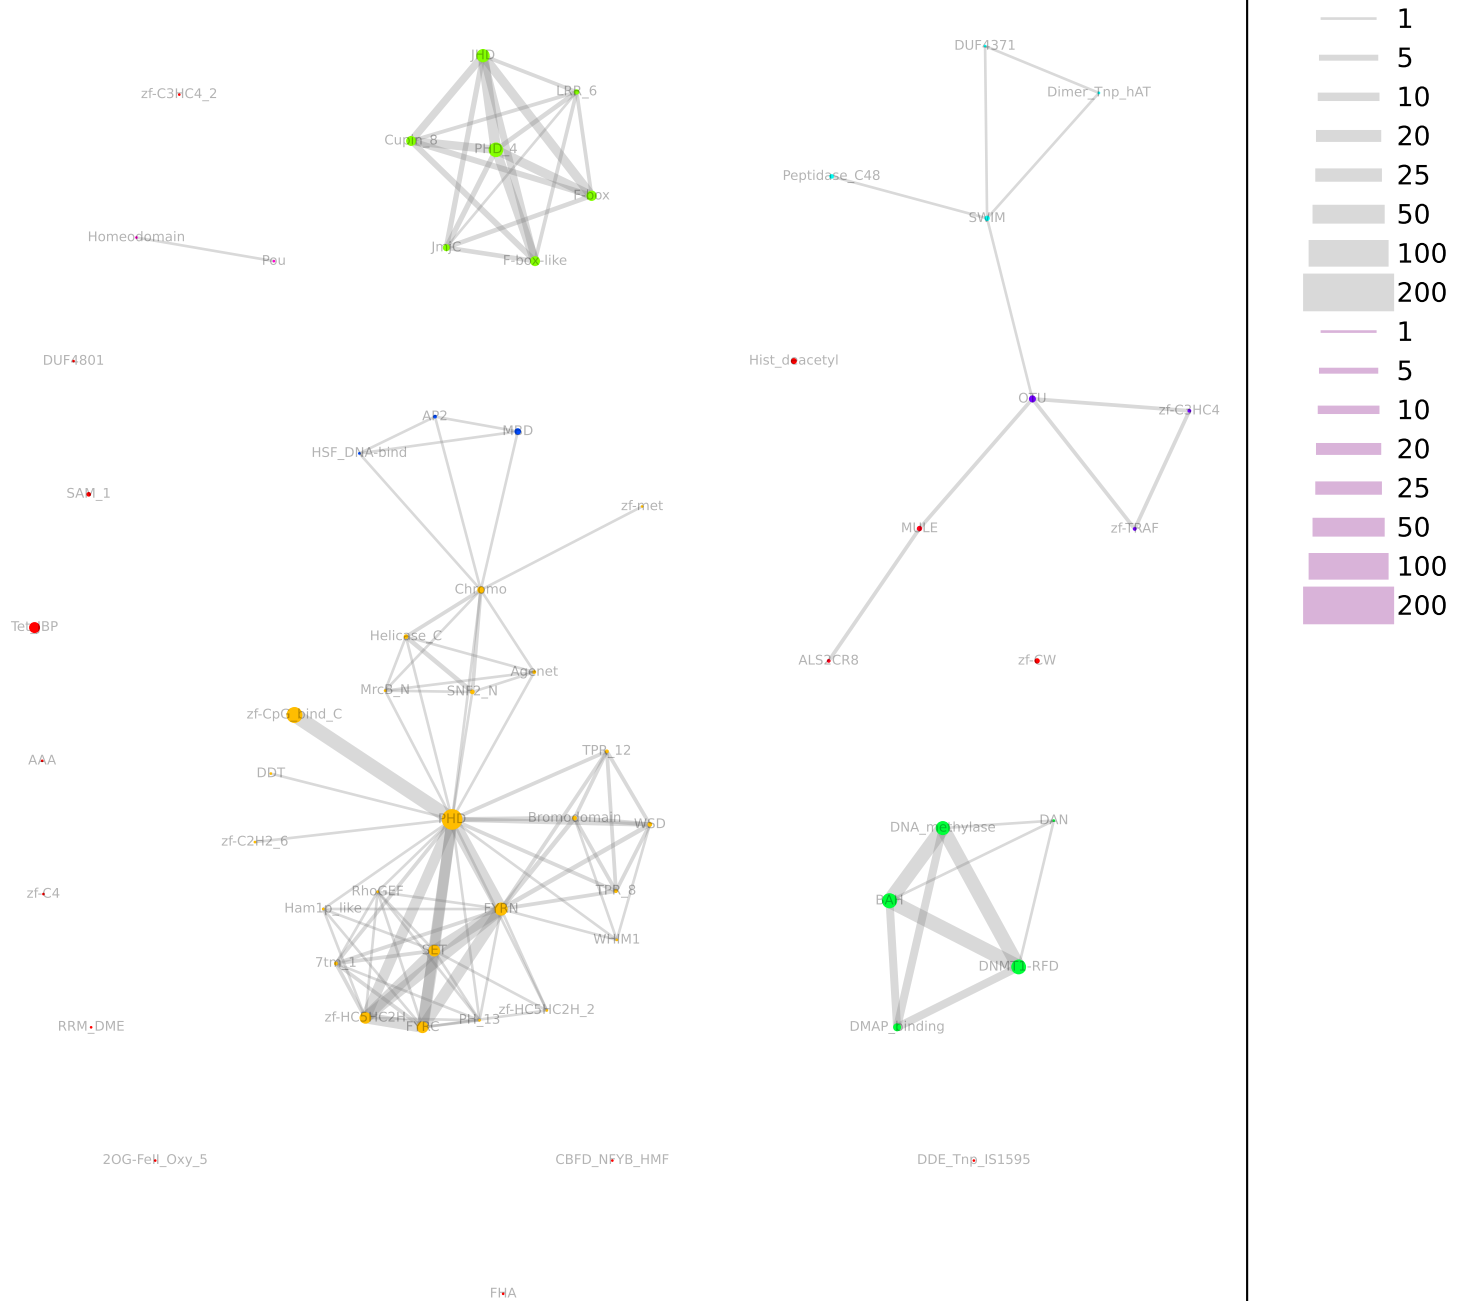 DUF4371
JHD
LRR_6
Dimer_Tnp_hAT
zf-C3HC4_2
Cupin_8
PHD_4
Peptidase_C48
F-box
SWIM
Homeodomain
Pou
JmjC
F-box-like
DUF4801
Hist_deacetyl
OTU
zf-C3HC4
AP2
MBD
HSF_DNA-bind
SAM_1
zf-met
MULE
zf-TRAF
Chromo
Tet_JBP
Helicase_C
ALS2CR8
zf-CW
Agenet
MrcB_N
SNF2_N
zf-CpG_bind_C
TPR_12
AAA
DDT
PHD
Bromodomain
WSD
DNA_methylase
DAN
zf-C2H2_6
zf-C4
RhoGEF
TPR_8
Ham1p_like
FYRN
BAH
WHIM1
SET
7tm_1
DNMT1-RFD
zf-HC5HC2H_2
zf-HC5HC2H
FYRC
PH_13
RRM_DME
DMAP_binding
2OG-FeII_Oxy_5
CBFD_NFYB_HMF
DDE_Tnp_IS1595
FHA
1
5
10
20
25
50
100
200
1
5
10
20
25
50
100
200